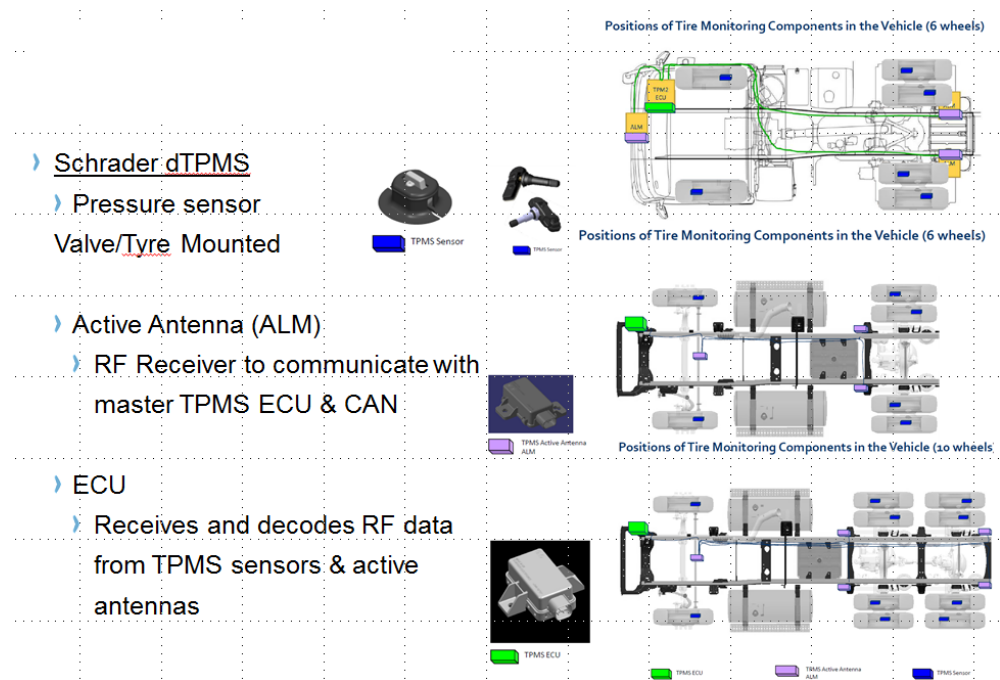 Positions of Tire Monitoring Components in the Vehicle (6 wheels)
TPM2
ECU
ALM
Schrader dTPMS
Pressure sensor
Valve/Tyre Mounted
TPMS Sensor
TPMS Sensor
Positions of Tire Monitoring Components in the Vehicle (6 wheels)
Active Antenna (ALM)
RF Receiver to communicate with
master TPMS ECU & CAN
TPMS Active Antenna
ALM
Positions of Tire Monitoring Components in the Vehicle (10 wheels)
ECU
Receives and decodes RF data
from TPMS sensors & active
antennas
TPMS ECU
TPMS ECU
TPMS Active Antenna
ALM
TPMS Sensor